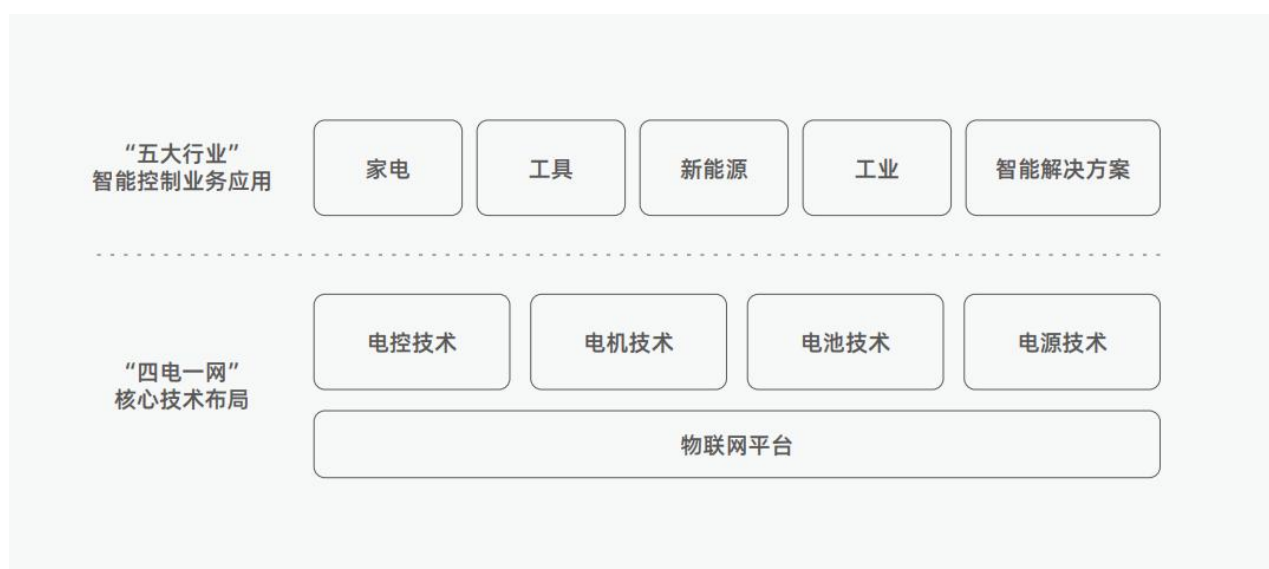 “五大行业”
智能控制业务应用
家电
工具
新能源
工业
智能解决方案
“四电一网”
核心技术布局
电控技术
电机技术
电池技术
电源技术
物联网平台